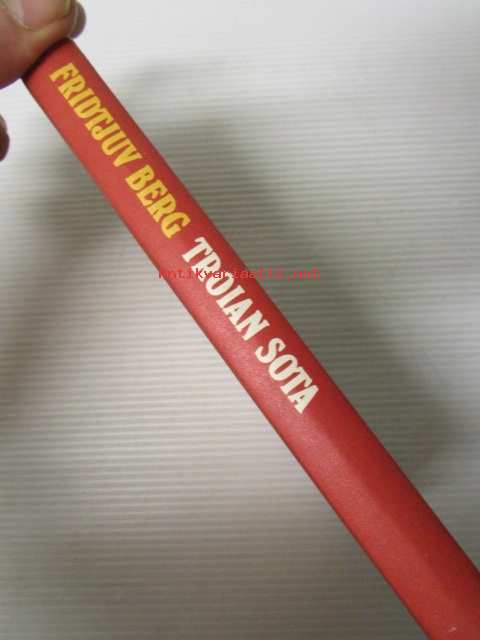 FRIDTJUV BERG TROIAN SOTA
antikvariaatti.net